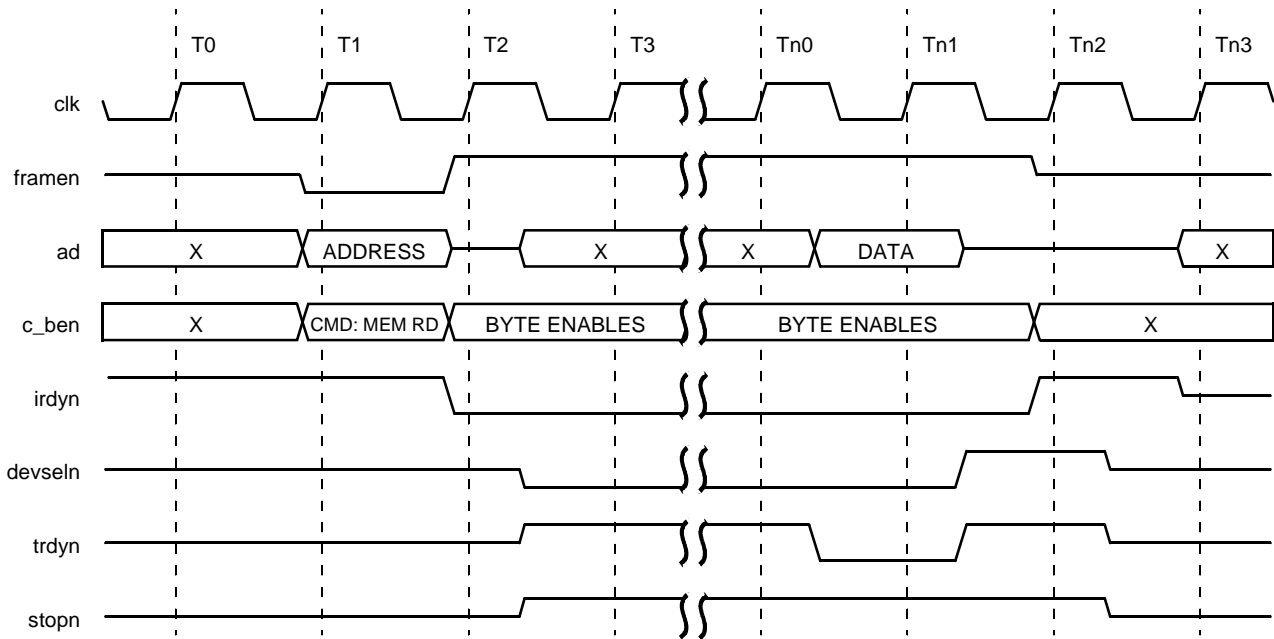 T0 T1 T2 T3 Tn0 Tn1 Tn2 Tn3
clk
framen
ad X ADDRESS X X DATA X
c_ben X CMD: MEM RD BYTE ENABLES BYTE ENABLES X
irdyn
devseln
trdyn
stopn